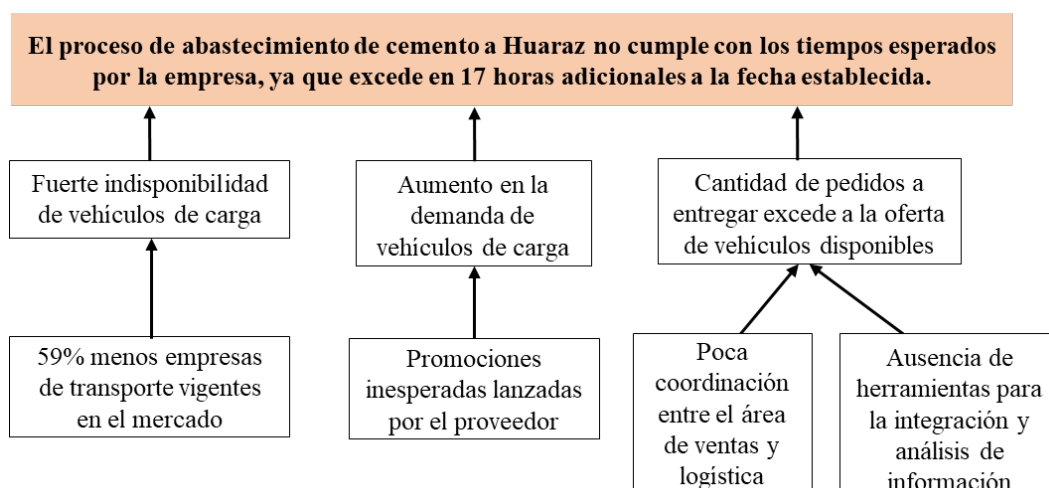 El proceso de abastecimiento de cemento a Huaraz no cumple con los tiempos esperados
por la empresa, ya que excede en 17 horas adicionales a la fecha establecida.
Fuerte indisponibilidad
de vehículos de carga
Aumento en la
demanda de
vehículos de carga
Cantidad de pedidos a
entregar excede a la oferta
de vehículos disponibles
59% menos empresas
de transporte vigentes
en el mercado
Promociones
inesperadas lanzadas
por el proveedor
Poca
coordinación
entre el área
de ventas y
logística
Ausencia de
herramientas para
la integración y
análisis de
información